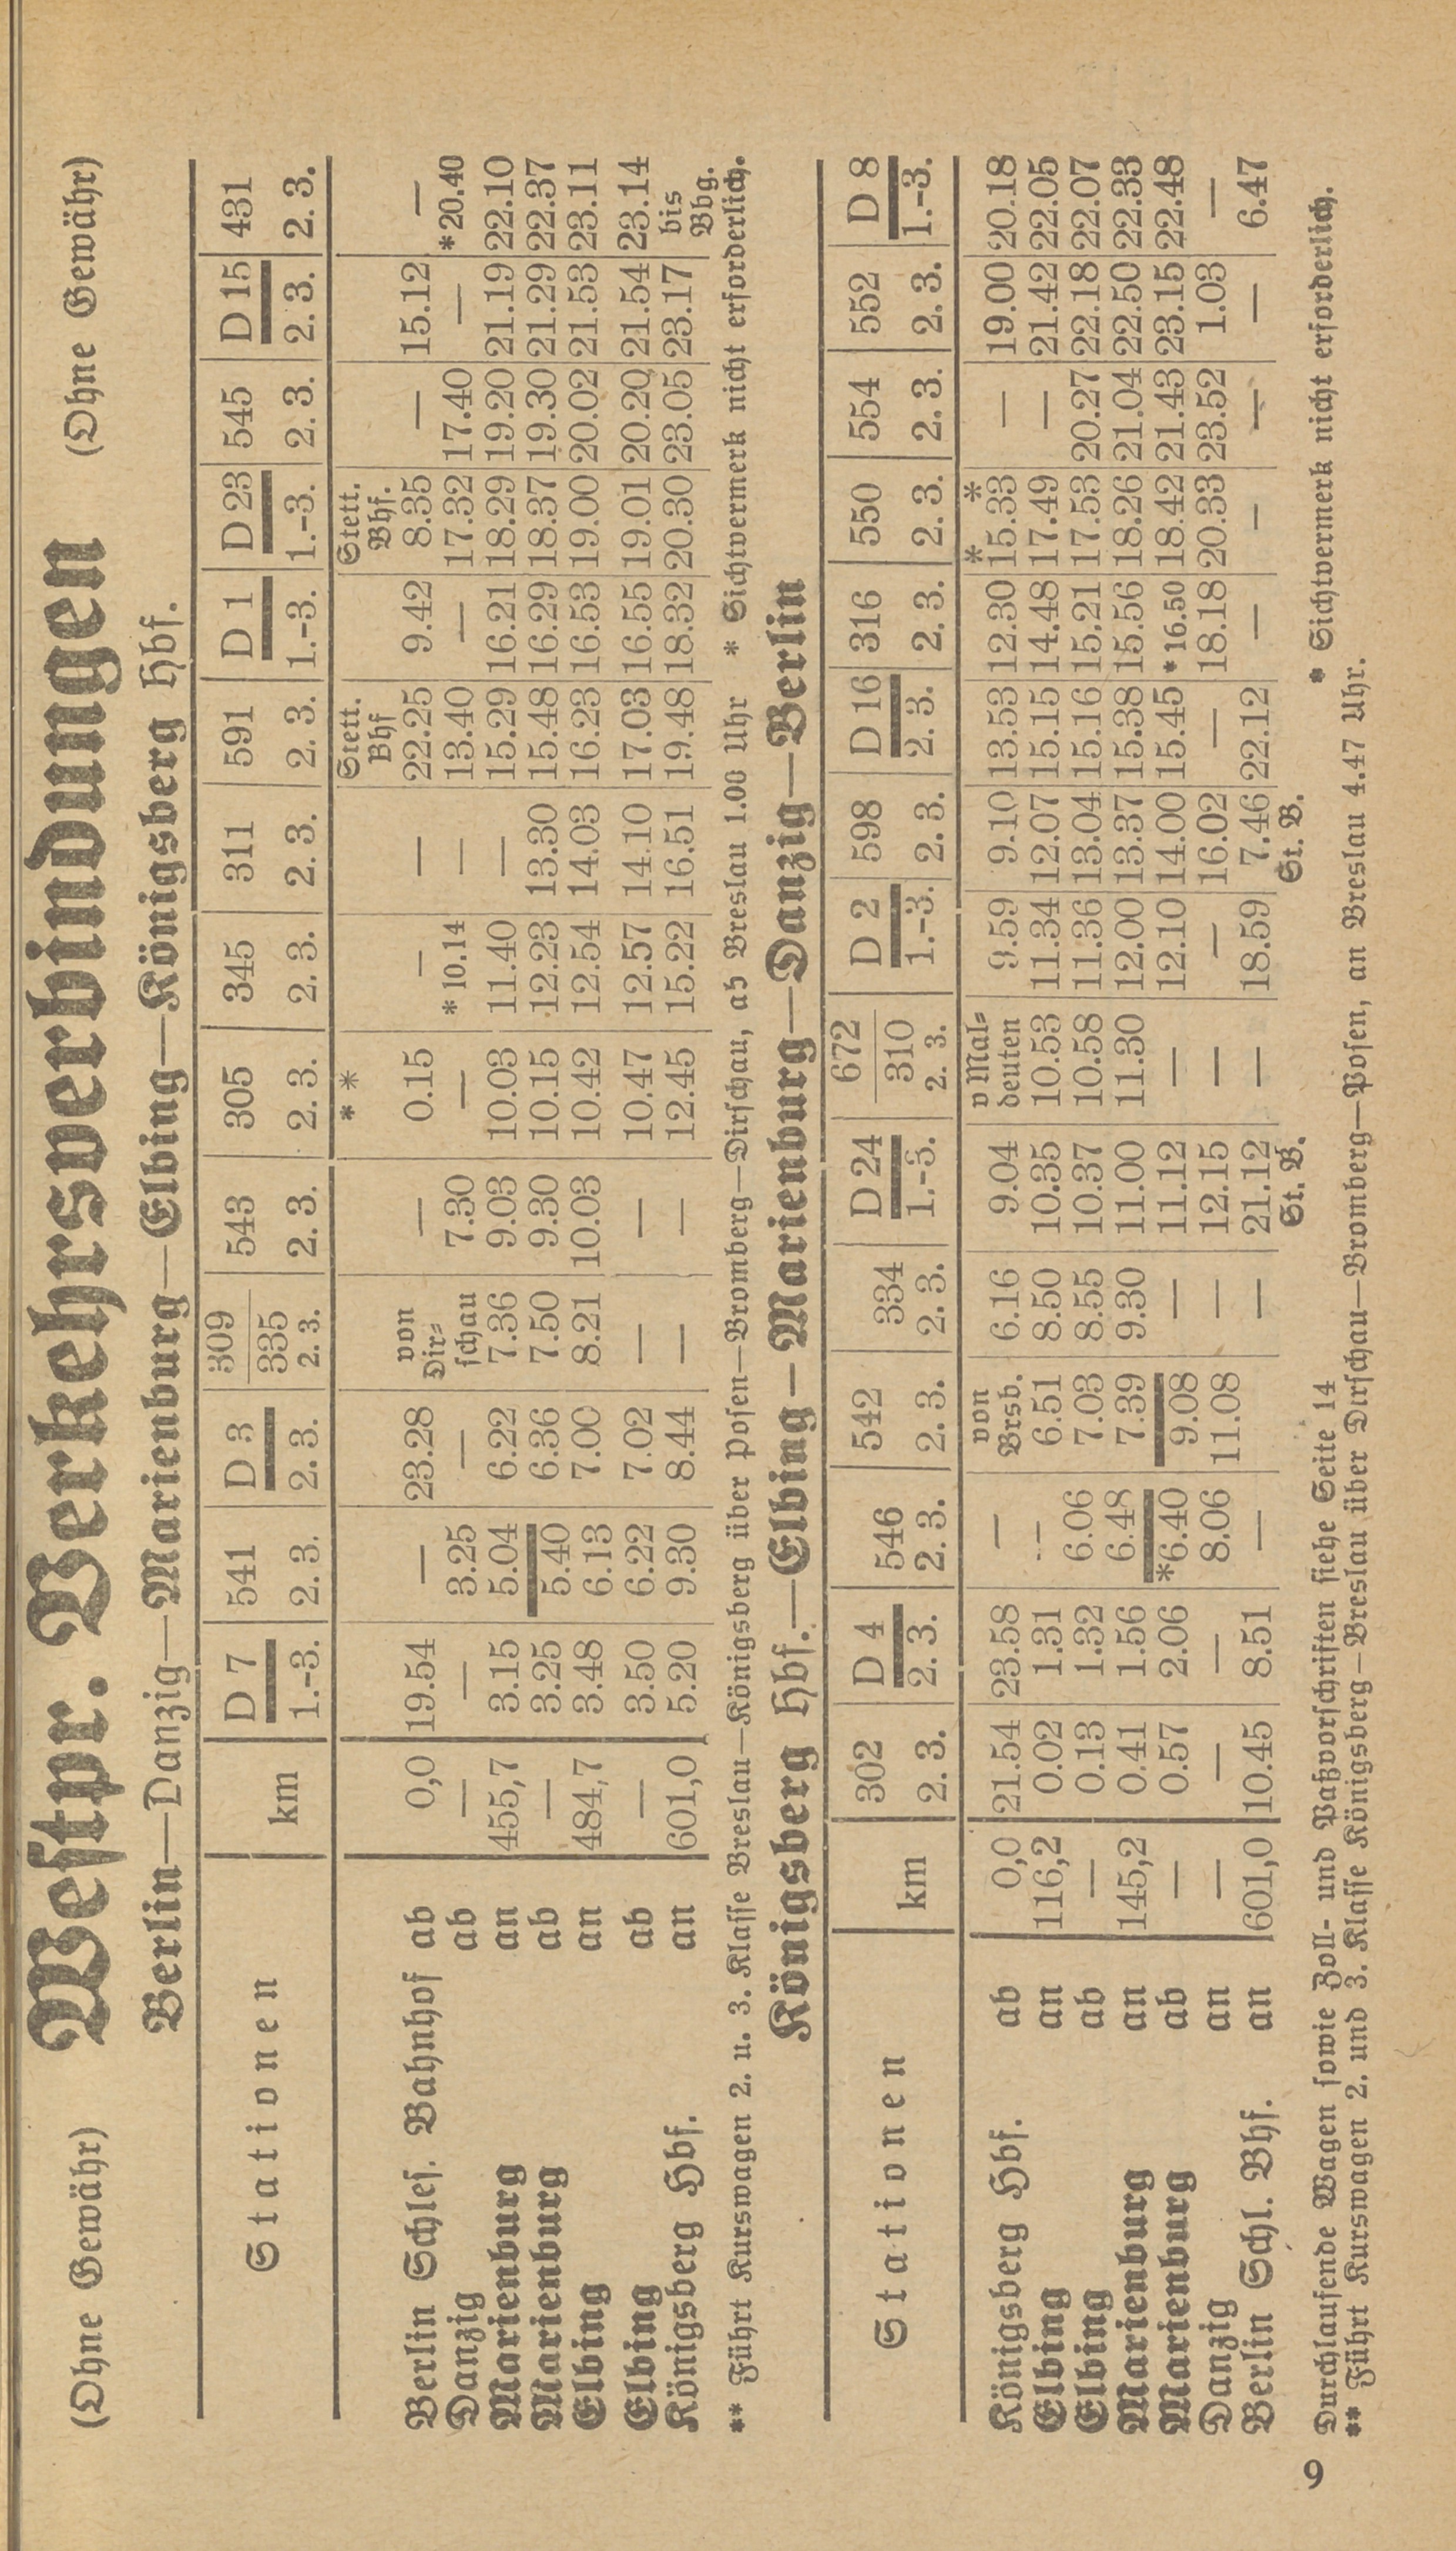 (Ohne Gewähr) Westpr. Verkehrsverbindungen (Ohne Gewähr)
Berlin—Danzig—Marienburg—Elbing—Königsberg Hbf.
Stationen | km | D 7 | 541 | D 3 | 309 / 335 | 543 | 305 | 345 | 311 | 591 | D 1 | D 23 | 545 | D 15 | 431
1.-3. | 2. 3. | 2. 3. | 2. 3. | 2. 3. | 2. 3. | 2. 3. | 2. 3. | 2. 3. | 1.-3. | 1.-3. | 2. 3. | 2. 3. | 2. 3.
* * | Stett. Bhf | Stett. Bhf.
Berlin Schles. Bahnhof ab | 0,0 | 19.54 | — | 23.28 | von | — | 0.15 | — | — | 22.25 | 9.42 | 8.35 | — | 15.12 | —
Danzig ab | — | — | 3.25 | — | Dir=schau | 7.30 | — | * 10.14 | — | 13.40 | — | 17.32 | 17.40 | — | *20.40
Marienburg an | 455,7 | 3.15 | 5.04 | 6.22 | 7.36 | 9.03 | 10.03 | 11.40 | — | 15.29 | 16.21 | 18.29 | 19.20 | 21.19 | 22.10
Marienburg ab | — | 3.25 | 5.40 | 6.36 | 7.50 | 9.30 | 10.15 | 12.23 | 13.30 | 15.48 | 16.29 | 18.37 | 19.30 | 21.29 | 22.37
Elbing an | 484,7 | 3.48 | 6.13 | 7.00 | 8.21 | 10.03 | 10.42 | 12.54 | 14.03 | 16.23 | 16.53 | 19.00 | 20.02 | 21.53 | 23.11
Elbing ab | — | 3.50 | 6.22 | 7.02 | — | — | 10.47 | 12.57 | 14.10 | 17.03 | 16.55 | 19.01 | 20.20 | 21.54 | 23.14
Königsberg Hbf. an | 601,0 | 5.20 | 9.30 | 8.44 | — | — | 12.45 | 15.22 | 16.51 | 19.48 | 18.32 | 20.30 | 23.05 | 23.17 | bis Bbg.
** Führt Kurswagen 2. u. 3. Klasse Breslau—Königsberg über Posen—Bromberg—Dirschau, ab Breslau 1.00 Uhr * Sichtvermerk nicht erforderlich.
Königsberg Hbf.—Elbing—Marienburg—Danzig—Berlin
Stationen | km | 302 | D 4 | 546 | 542 | 334 | D 24 | 672 / 310 | D 2 | 598 | D 16 | 316 | 550 | 554 | 552 | D 8
2. 3. | 2. 3. | 2. 3. | 2. 3. | 2. 3. | 1.-3. | 2. 3. | 1.-3. | 2. 3. | 2. 3. | 2. 3. | 2. 3. | 2. 3. | 2. 3. | 1.-3.
Königsberg Hbf. ab | 0,0 | 21.54 | 23.58 | — | von Brsb. | 6.16 | 9.04 | v Mal=deuten | 9.59 | 9.10 | 13.53 | 12.30 | * * 15.33 | — | 19.00 | 20.18
Elbing an | 116,2 | 0.02 | 1.31 | — | 6.51 | 8.50 | 10.35 | 10.53 | 11.34 | 12.07 | 15.15 | 14.48 | 17.49 | — | 21.42 | 22.05
Elbing ab | — | 0.13 | 1.32 | 6.06 | 7.03 | 8.55 | 10.37 | 10.58 | 11.36 | 13.04 | 15.16 | 15.21 | 17.53 | 20.27 | 22.18 | 22.07
Marienburg an | 145,2 | 0.41 | 1.56 | 6.48 | 7.39 | 9.30 | 11.00 | 11.30 | 12.00 | 13.37 | 15.38 | 15.56 | 18.26 | 21.04 | 22.50 | 22.33
Marienburg ab | — | 0.57 | 2.06 | *6.40 | 9.08 | — | 11.12 | — | 12.10 | 14.00 | 15.45 | *16.50 | 18.42 | 21.43 | 23.15 | 22.48
Danzig an | — | — | — | 8.06 | 11.08 | — | 12.15 | — | — | 16.02 | — | 18.18 | 20.33 | 23.52 | 1.03 | —
Berlin Schl. Bhf. an | 601,0 | 10.45 | 8.51 | — | | — | 21.12 St. B. | — | 18.59 | 7.46 St. B. | 22.12 | — | — | — | — | 6.47
Durchlaufende Wagen sowie Zoll- und Paßvorschriften siehe Seite 14 * Sichtvermerk nicht erforderlich.
** Führt Kurswagen 2. und 3. Klasse Königsberg—Breslau über Dirschau—Bromberg—Posen, an Breslau 4.47 Uhr.
9